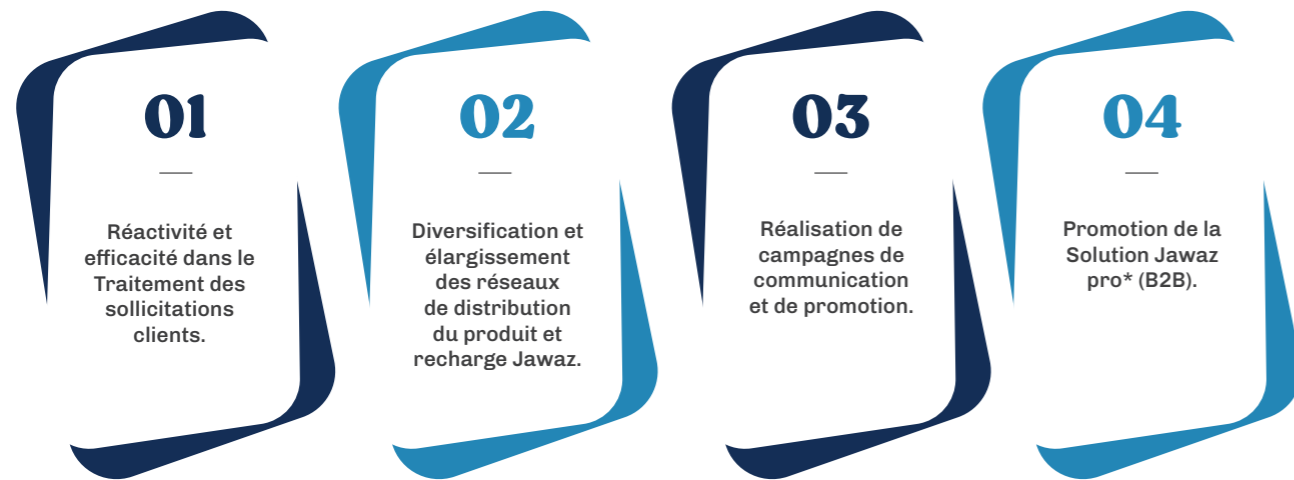 01
Réactivité et
efficacité dans le
Traitement des
sollicitations
clients.
02
Diversification et
élargissement
des réseaux
de distribution
du produit et
recharge Jawaz.
03
Réalisation de
campagnes de
communication
et de promotion.
04
Promotion de la
Solution Jawaz
pro* (B2B).